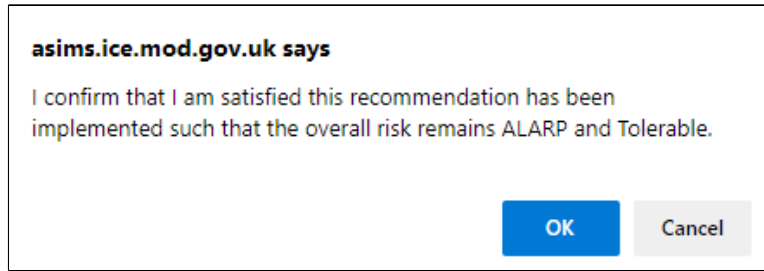 asims.ice.mod.gov.uk says
I confirm that I am satisfied this recommendation has been
implemented such that the overall risk remains ALARP and Tolerable.
OK
Cancel